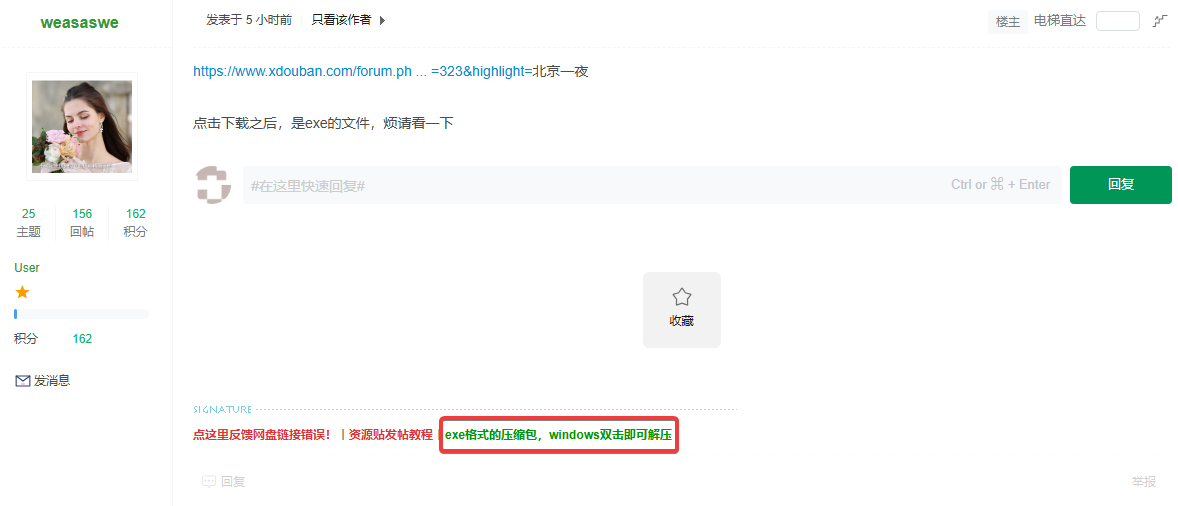 weasaswe
发表于 5 小时前 只看该作者
楼主 电梯直达
https://www.xdouban.com/forum.ph ... =323&highlight=北京一夜
点击下载之后，是exe的文件，烦请看一下
#在这里快速回复# Ctrl or ⌘ + Enter 回复
25 156 162
主题 回帖 积分
User
积分 162
发消息
收藏
SIGNATURE
点这里反馈网盘链接错误！ | 资源贴发帖教程 | exe格式的压缩包，windows双击即可解压
回复 举报